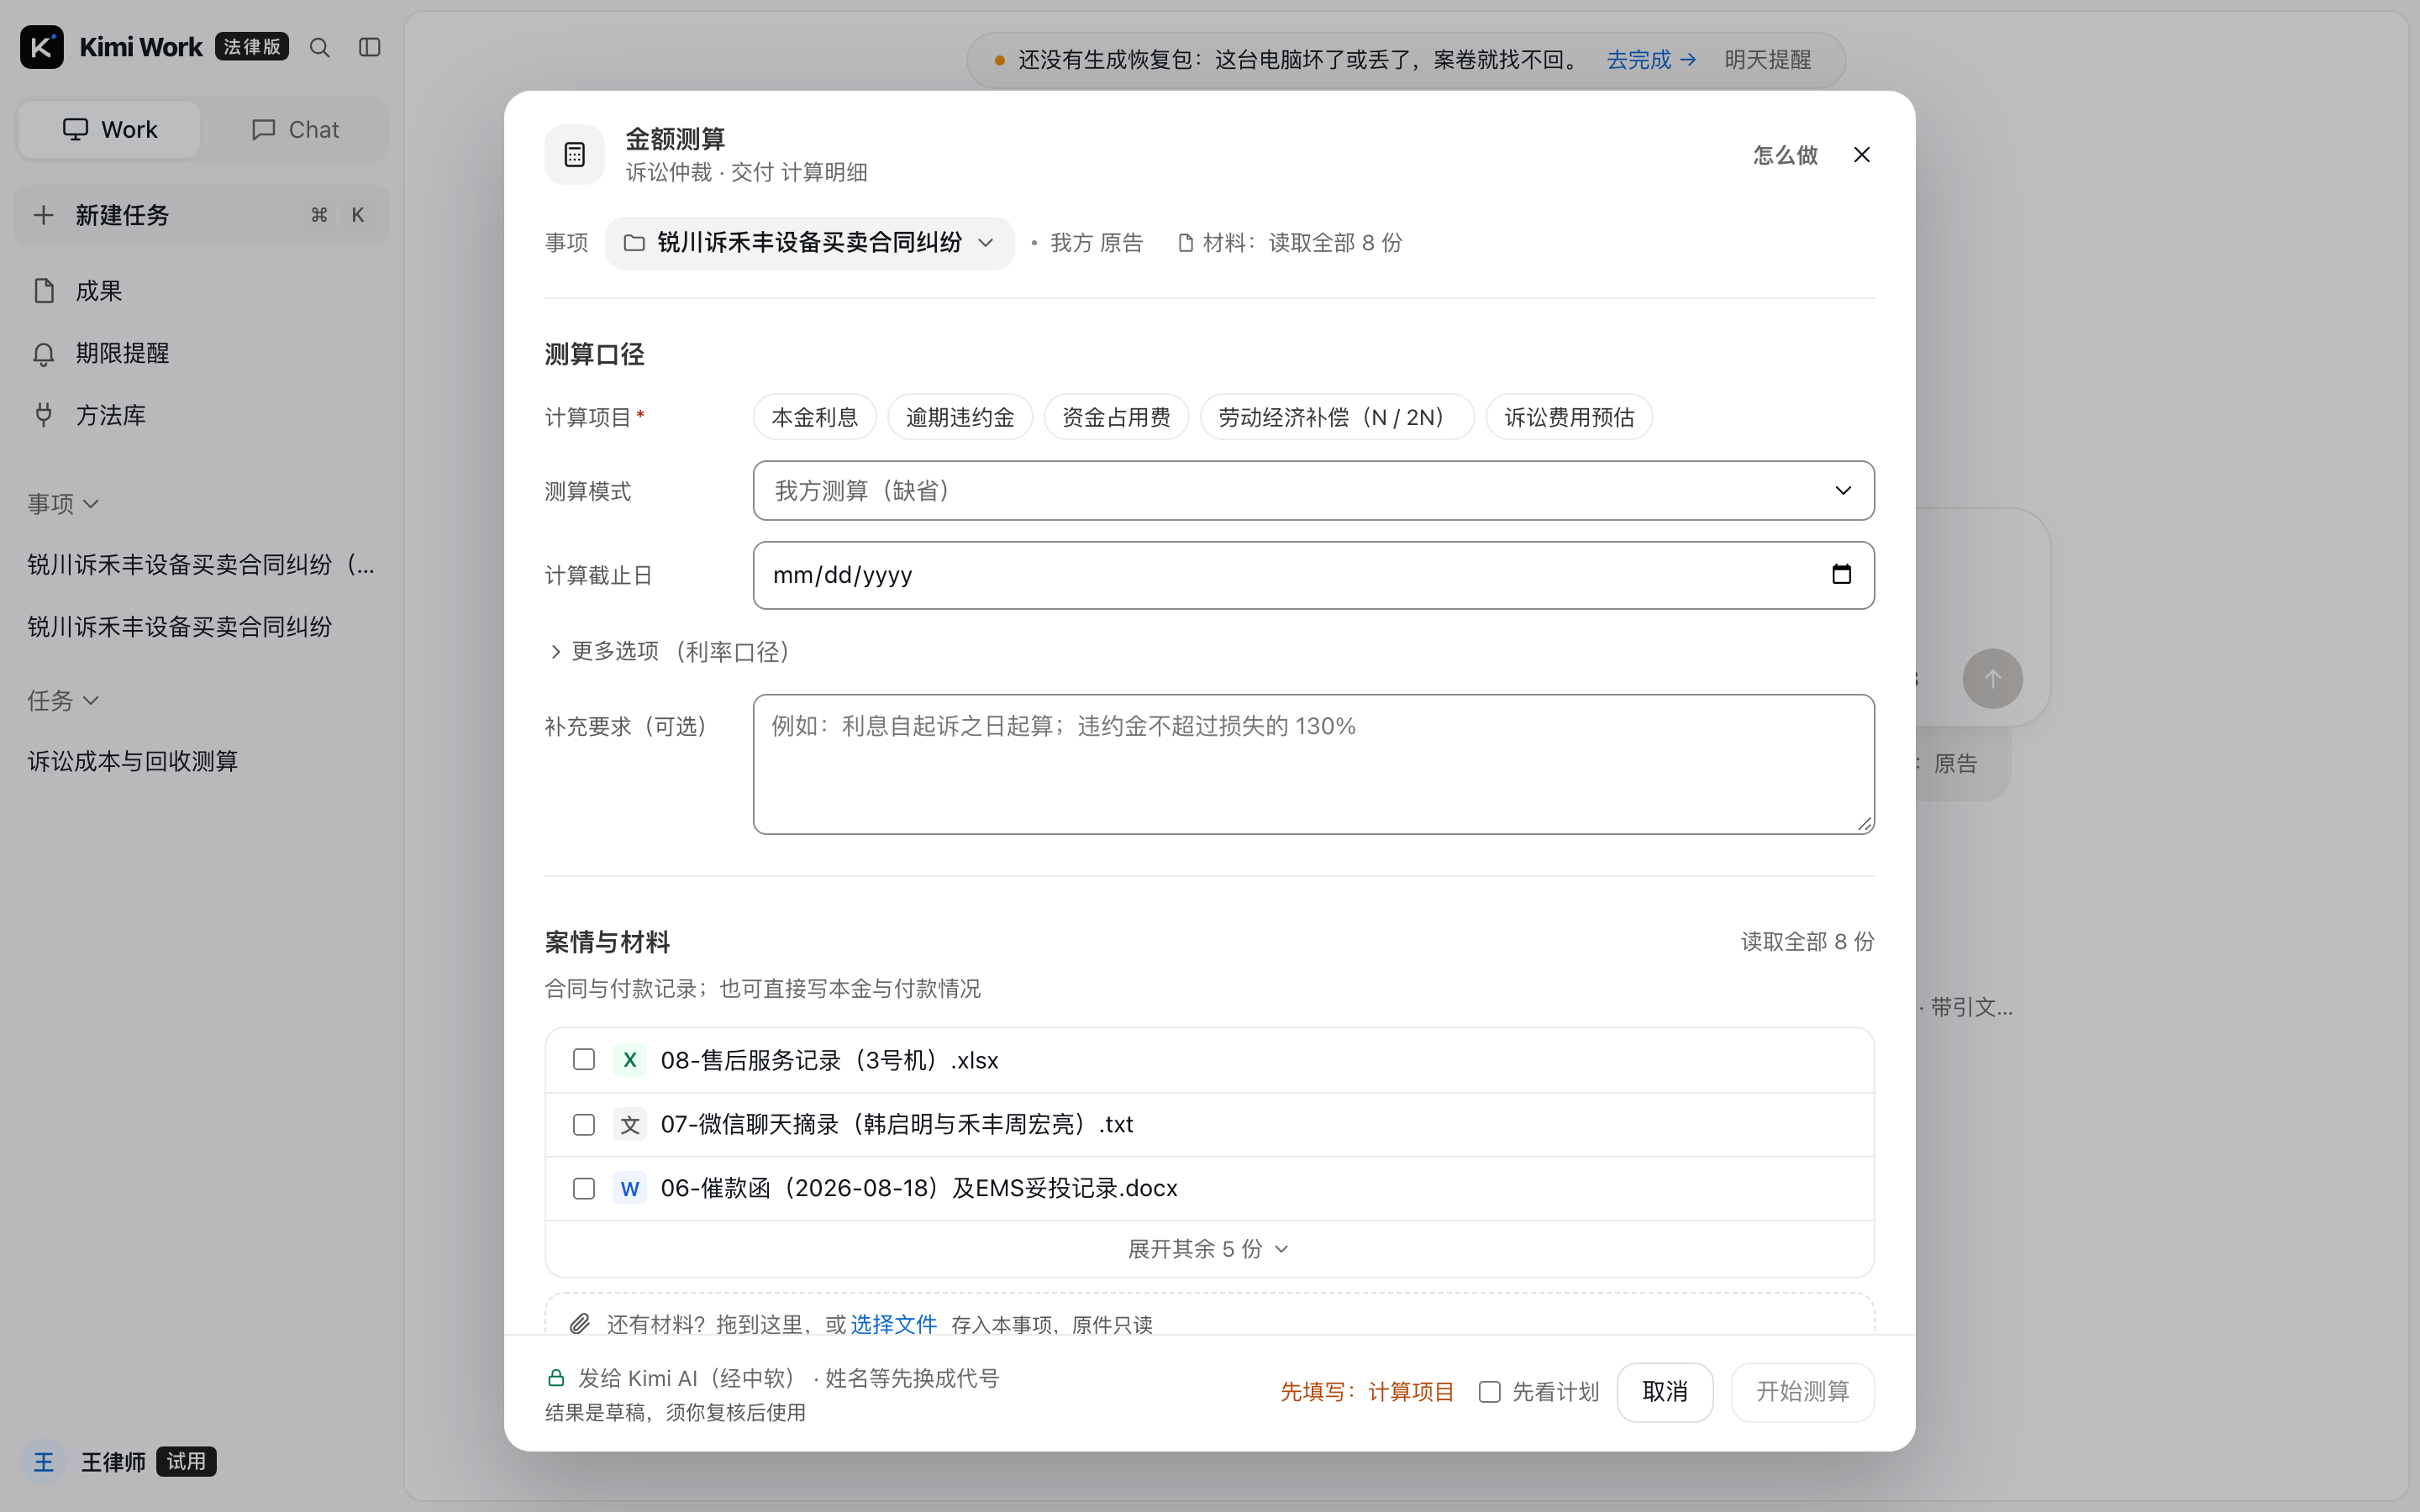 Kimi Work 法律版
Work
Chat
新建任务 ⌘ K
成果
期限提醒
方法库
事项
锐川诉禾丰设备买卖合同纠纷（...
锐川诉禾丰设备买卖合同纠纷
任务
诉讼成本与回收测算
王 王律师 试用
还没有生成恢复包：这台电脑坏了或丢了，案卷就找不回。 去完成 → 明天提醒
金额测算
诉讼仲裁 · 交付 计算明细
怎么做
事项 锐川诉禾丰设备买卖合同纠纷 • 我方 原告 材料：读取全部 8 份
测算口径
计算项目* 本金利息 逾期违约金 资金占用费 劳动经济补偿（N / 2N） 诉讼费用预估
测算模式 我方测算（缺省）
计算截止日 mm/dd/yyyy
更多选项 （利率口径）
补充要求（可选） 例如：利息自起诉之日起算；违约金不超过损失的 130%
案情与材料 读取全部 8 份
合同与付款记录；也可直接写本金与付款情况
X 08-售后服务记录（3号机）.xlsx
文 07-微信聊天摘录（韩启明与禾丰周宏亮）.txt
W 06-催款函（2026-08-18）及EMS妥投记录.docx
展开其余 5 份
还有材料？拖到这里，或选择文件 存入本事项，原件只读
发给 Kimi AI（经中软） · 姓名等先换成代号
结果是草稿，须你复核后使用
先填写：计算项目 先看计划 取消 开始测算
：原告
· 带引文...